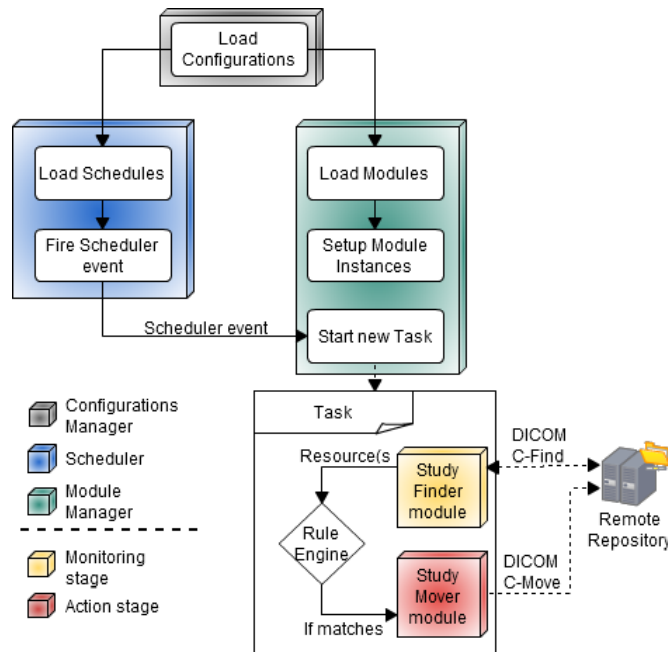 Load
Configurations
Load Schedules
Load Modules
Fire Scheduler
event
Setup Module
Instances
Scheduler event
Start new Task
Configurations
Manager
Scheduler
Module
Manager
Monitoring
stage
Action stage
Task
Resource(s
Study
Finder
module
DICOM
C-Find
Rule
Engine
Remote
Repository
Study
Mover
module
DICOM
C-Move
If matches